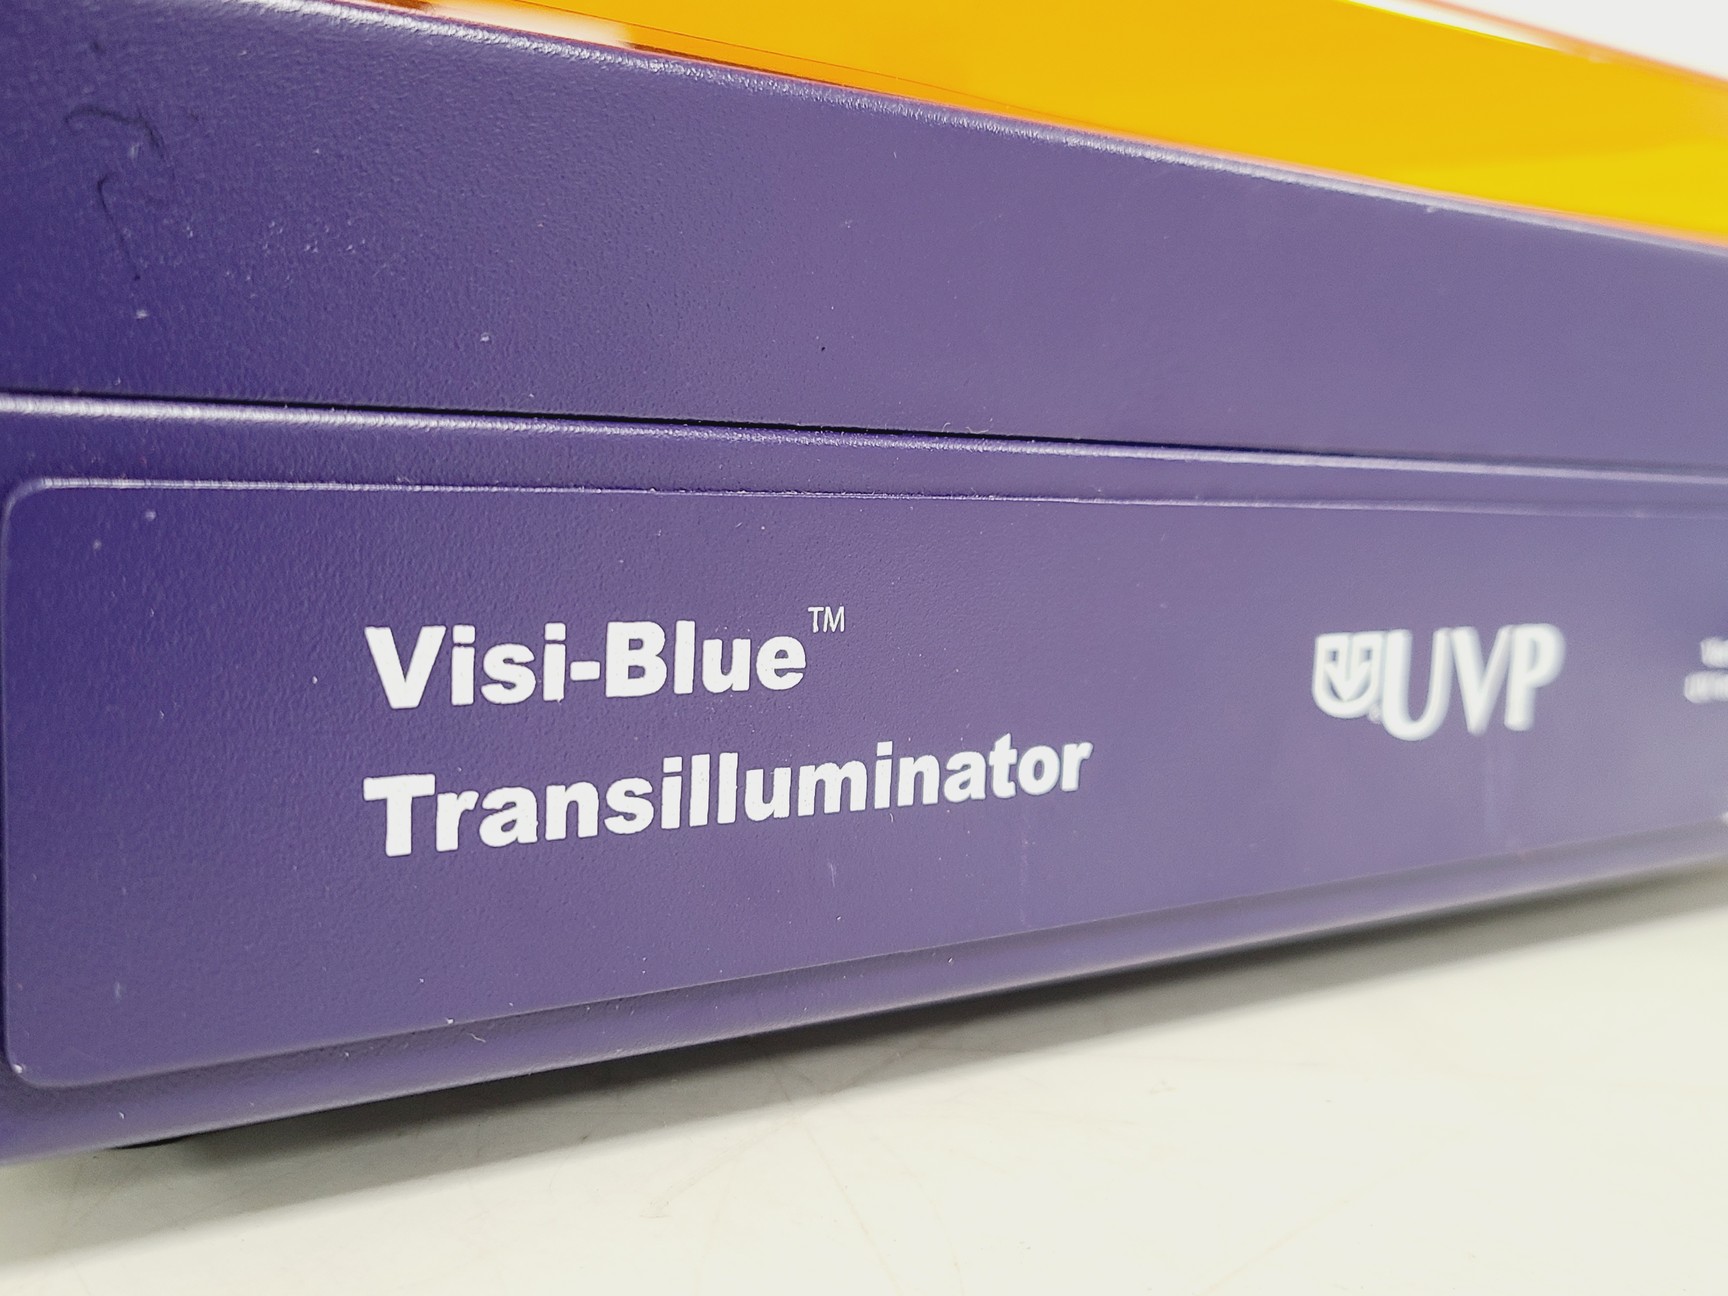 Visi-Blue™
Transilluminator
UVP